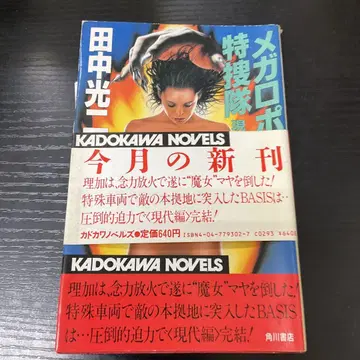 メガロポ
特捜隊
田中光二
KADOKAWA NOVELS
今月の新刊
理加は、念力放火で遂に“魔女”マヤを倒した!
特殊車両で敵の本拠地に突入したBASISは…
圧倒的迫力で〈現代編〉完結!
カドカワノベルズ●定価640円 ISBN4-04-779302-7 C0293 ¥640E
KADOKAWA NOVELS
理加は、念力放火で遂に“魔女”マヤを倒した!
特殊車両で敵の本拠地に突入したBASIS
は…圧倒的迫力で〈現代編〉完結!
角川書店